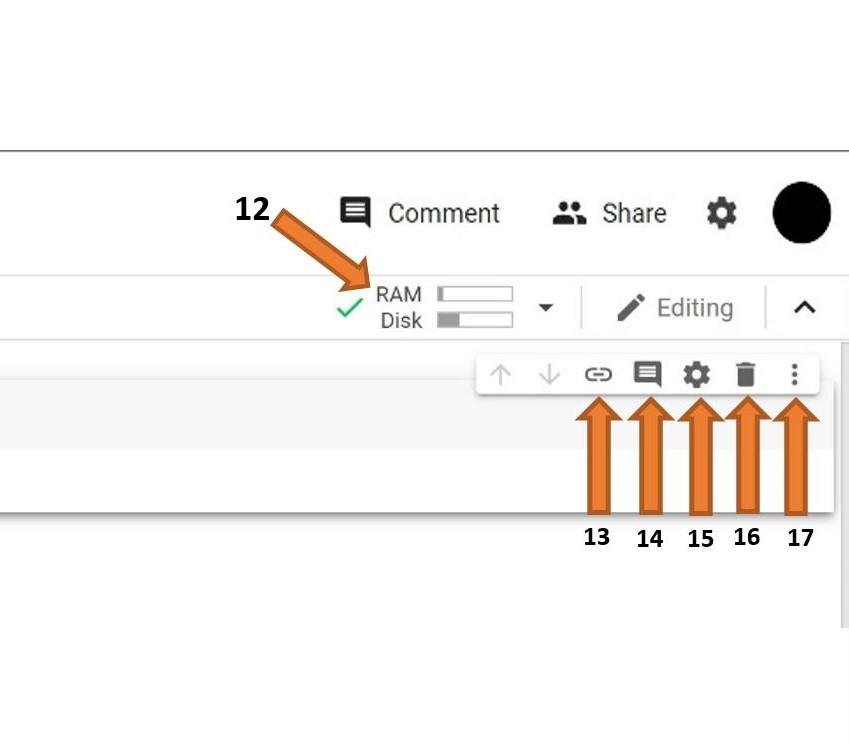 12
Comment Share
RAM
Disk
Editing
13 14 15 16 17